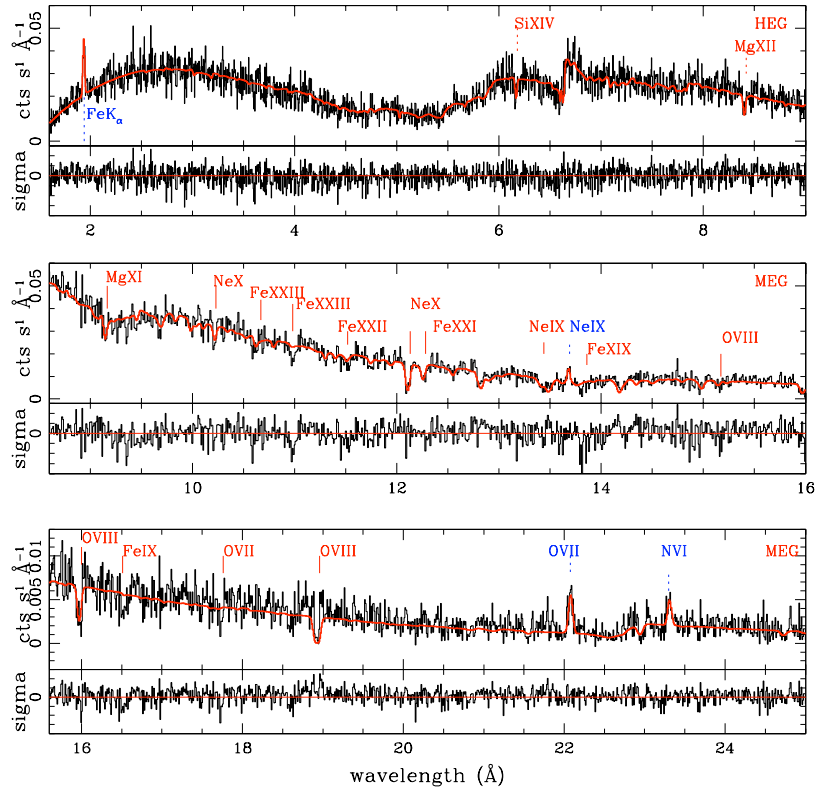 SiXIV HEG
MgXII
FeKα
cts s¹ Å⁻¹
0 0.05
sigma
0
2 4 6 8
MgXI NeX FeXXIII FeXXIII FeXXII NeX FeXXI NeIX NeIX FeXIX OVIII MEG
cts s¹ Å⁻¹
0 0.05
sigma
0
10 12 14 16
OVIII FeIX OVII OVIII OVII NVI MEG
cts s¹ Å⁻¹
0 0.005 0.01
sigma
0
16 18 20 22 24
wavelength (Å)